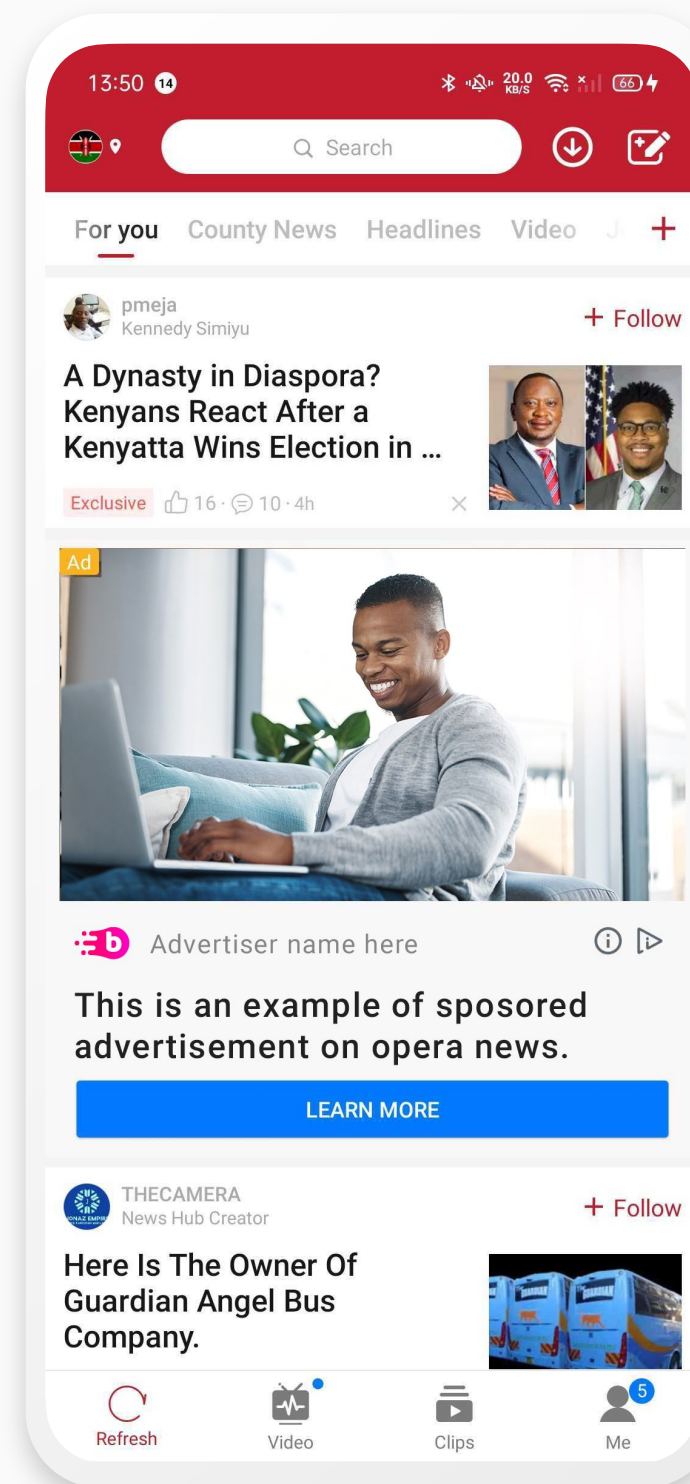 13:50 14
20.0 KB/S
66
Search
For you County News Headlines Video
pmeja
Kennedy Simiyu
+ Follow
A Dynasty in Diaspora?
Kenyans React After a
Kenyatta Wins Election in ...
Exclusive 16 · 10 · 4h
Ad
b Advertiser name here
This is an example of sposored
advertisement on opera news.
LEARN MORE
THECAMERA
News Hub Creator
+ Follow
Here Is The Owner Of
Guardian Angel Bus
Company.
GUARDIAN
5
Refresh Video Clips Me